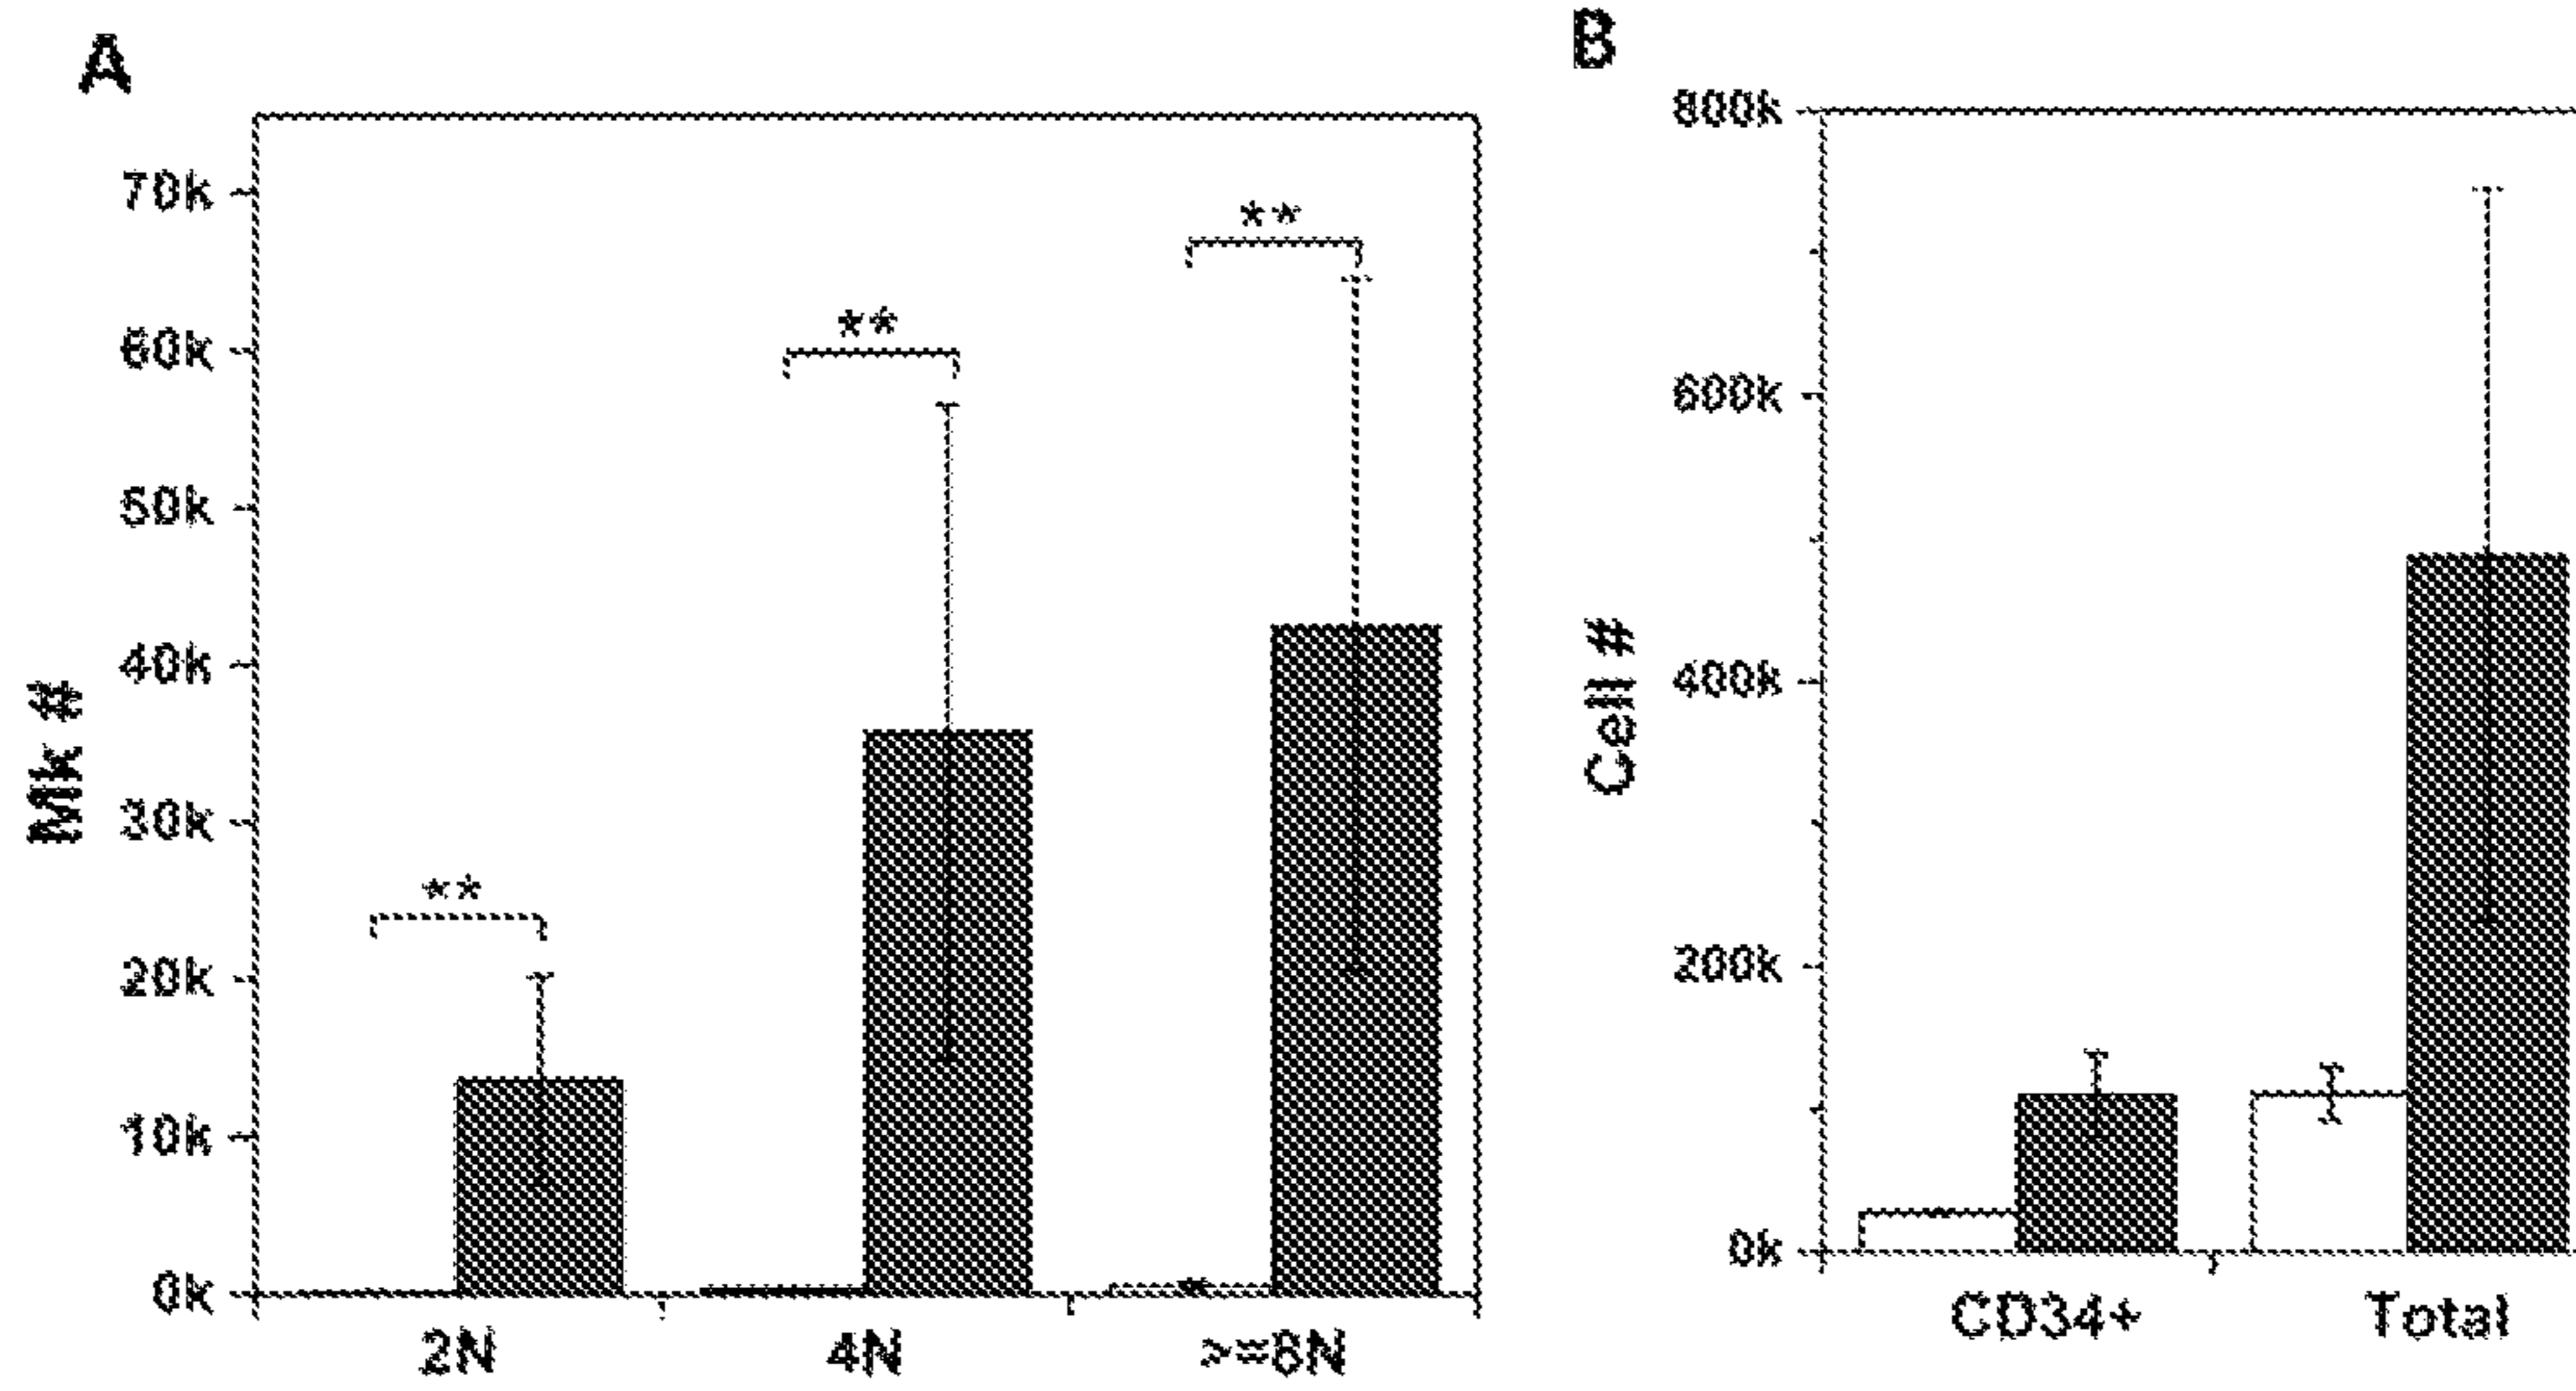 A
Mk #
70k
60k
50k
40k
30k
20k
10k
0k
**
**
**
2N
4N
>=8N
B
Cell #
800k
600k
400k
200k
0k
CD34+
Total